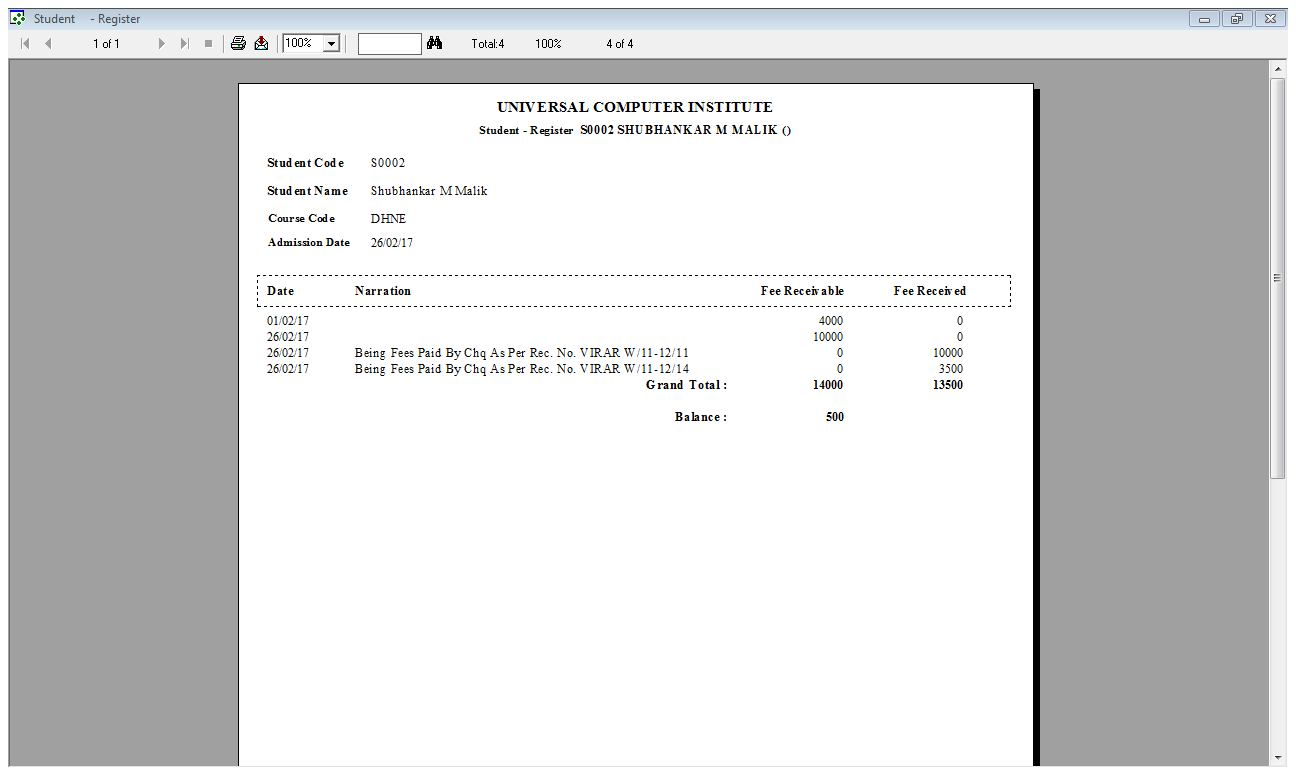 Student - Register
1 of 1 100% Total:4 100% 4 of 4
UNIVERSAL COMPUTER INSTITUTE
Student - Register S0002 SHUBHANKAR M MALIK ()
Student Code S0002
Student Name Shubhankar M Malik
Course Code DHNE
Admission Date 26/02/17
Date Narration Fee Receivable Fee Received
01/02/17 4000 0
26/02/17 10000 0
26/02/17 Being Fees Paid By Chq As Per Rec. No. VIRAR W/11-12/11 0 10000
26/02/17 Being Fees Paid By Chq As Per Rec. No. VIRAR W/11-12/14 0 3500
Grand Total : 14000 13500
Balance : 500